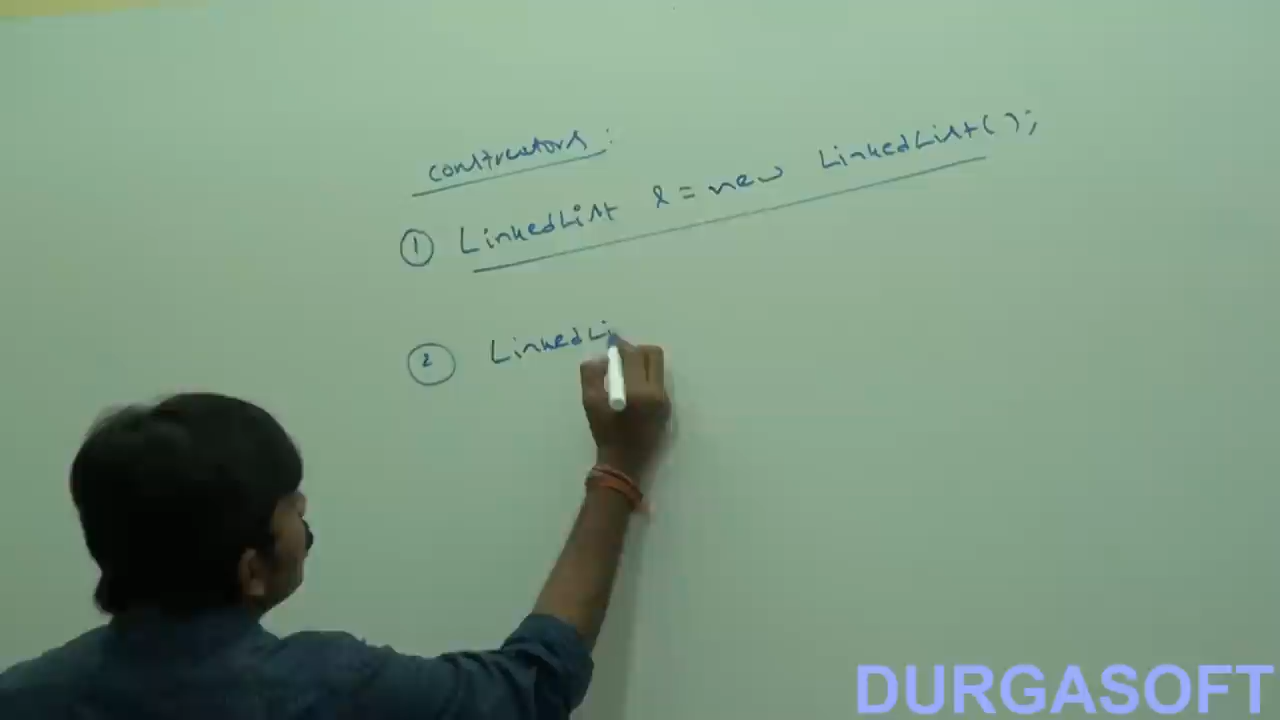 constructors:
① LinkedList l = new LinkedList();
② LinkedLi
DURGASOFT